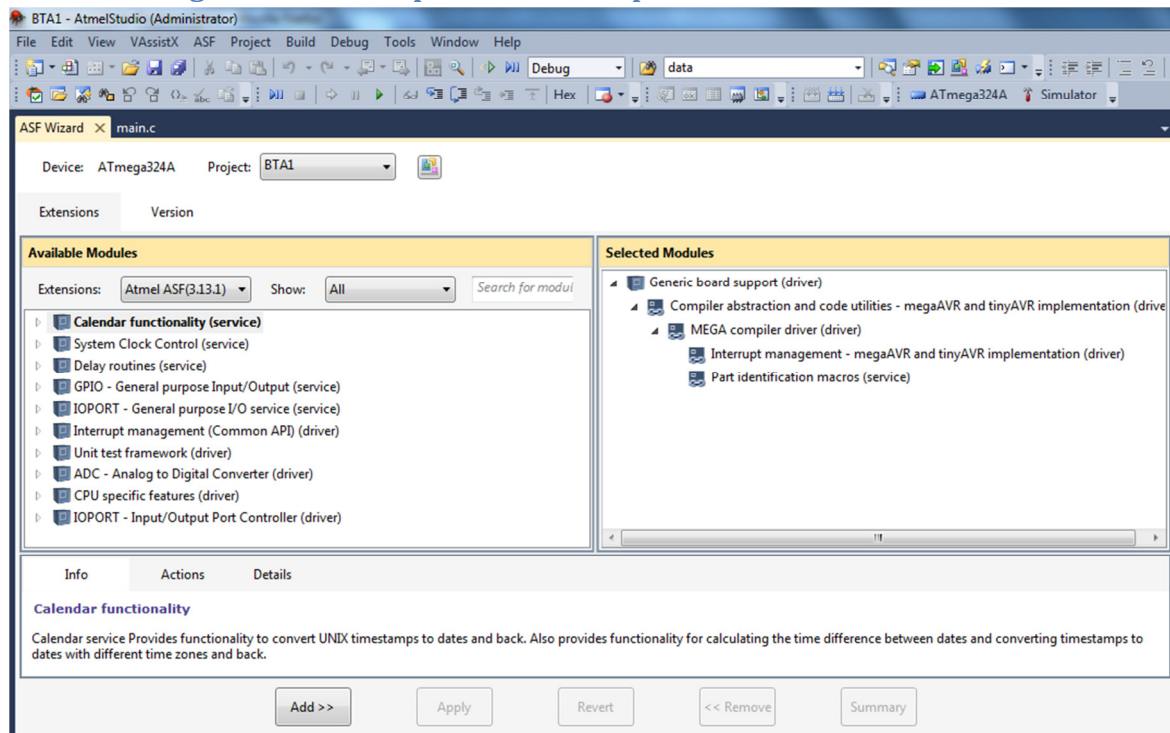 BTA1 - AtmelStudio (Administrator)
File Edit View VAssistX ASF Project Build Debug Tools Window Help
Debug data
Hex ATmega324A Simulator
ASF Wizard main.c
Device: ATmega324A Project: BTA1
Extensions Version
Available Modules
Extensions: Atmel ASF(3.13.1) Show: All Search for modul
Calendar functionality (service)
System Clock Control (service)
Delay routines (service)
GPIO - General purpose Input/Output (service)
IOPORT - General purpose I/O service (service)
Interrupt management (Common API) (driver)
Unit test framework (driver)
ADC - Analog to Digital Converter (driver)
CPU specific features (driver)
IOPORT - Input/Output Port Controller (driver)
Selected Modules
Generic board support (driver)
Compiler abstraction and code utilities - megaAVR and tinyAVR implementation (drive
MEGA compiler driver (driver)
Interrupt management - megaAVR and tinyAVR implementation (driver)
Part identification macros (service)
Info Actions Details
Calendar functionality
Calendar service Provides functionality to convert UNIX timestamps to dates and back. Also provides functionality for calculating the time difference between dates and converting timestamps to
dates with different time zones and back.
Add >> Apply Revert << Remove Summary